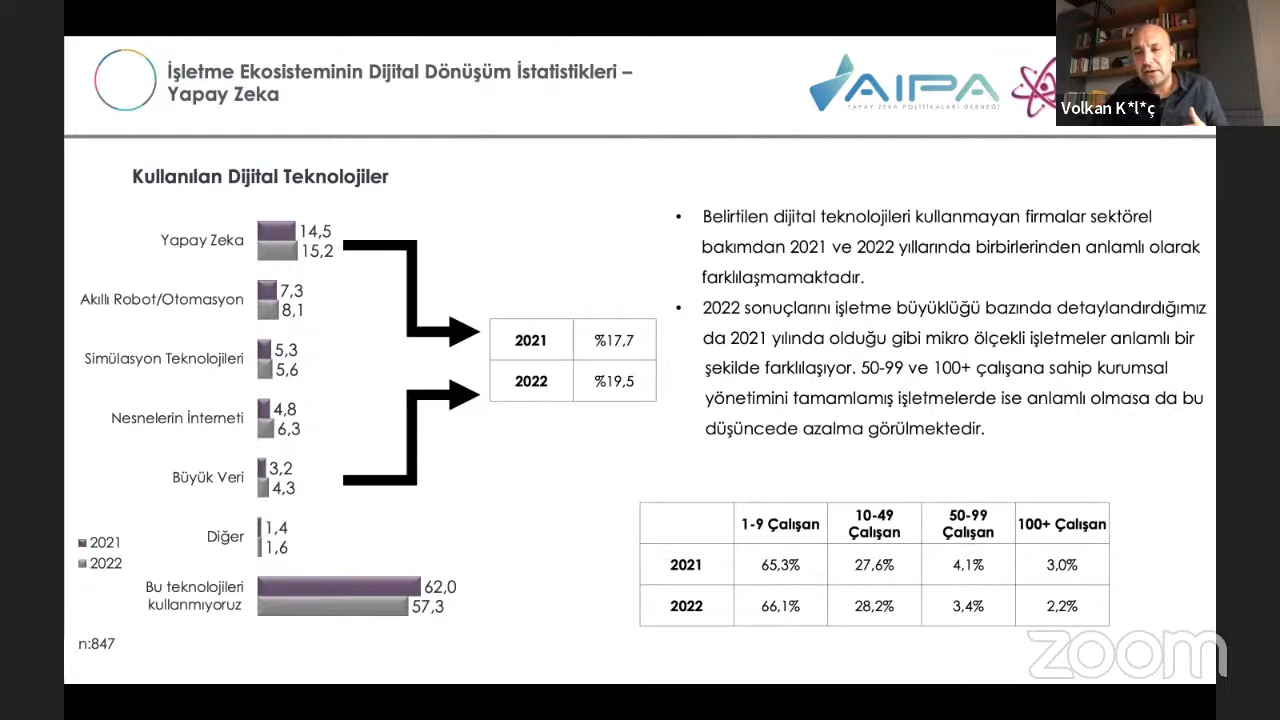 İşletme Ekosisteminin Dijital Dönüşüm İstatistikleri –
Yapay Zeka
AIPA
YAPAY ZEKA POLİTİKALARI DERNEĞİ
Volkan K*l*ç
Kullanılan Dijital Teknolojiler
Yapay Zeka
14,5
15,2
Akıllı Robot/Otomasyon
7,3
8,1
Simülasyon Teknolojileri
5,3
5,6
Nesnelerin İnterneti
4,8
6,3
Büyük Veri
3,2
4,3
Diğer
1,4
1,6
Bu teknolojileri
kullanmıyoruz
62,0
57,3
2021
2022
n:847
2021 %17,7
2022 %19,5
• Belirtilen dijital teknolojileri kullanmayan firmalar sektörel
bakımdan 2021 ve 2022 yıllarında birbirlerinden anlamlı olarak
farklılaşmamaktadır.
• 2022 sonuçlarını işletme büyüklüğü bazında detaylandırdığımız
da 2021 yılında olduğu gibi mikro ölçekli işletmeler anlamlı bir
şekilde farklılaşıyor. 50-99 ve 100+ çalışana sahip kurumsal
yönetimini tamamlamış işletmelerde ise anlamlı olmasa da bu
düşüncede azalma görülmektedir.
1-9 Çalışan 10-49 Çalışan 50-99 Çalışan 100+ Çalışan
2021 65,3% 27,6% 4,1% 3,0%
2022 66,1% 28,2% 3,4% 2,2%
zoom